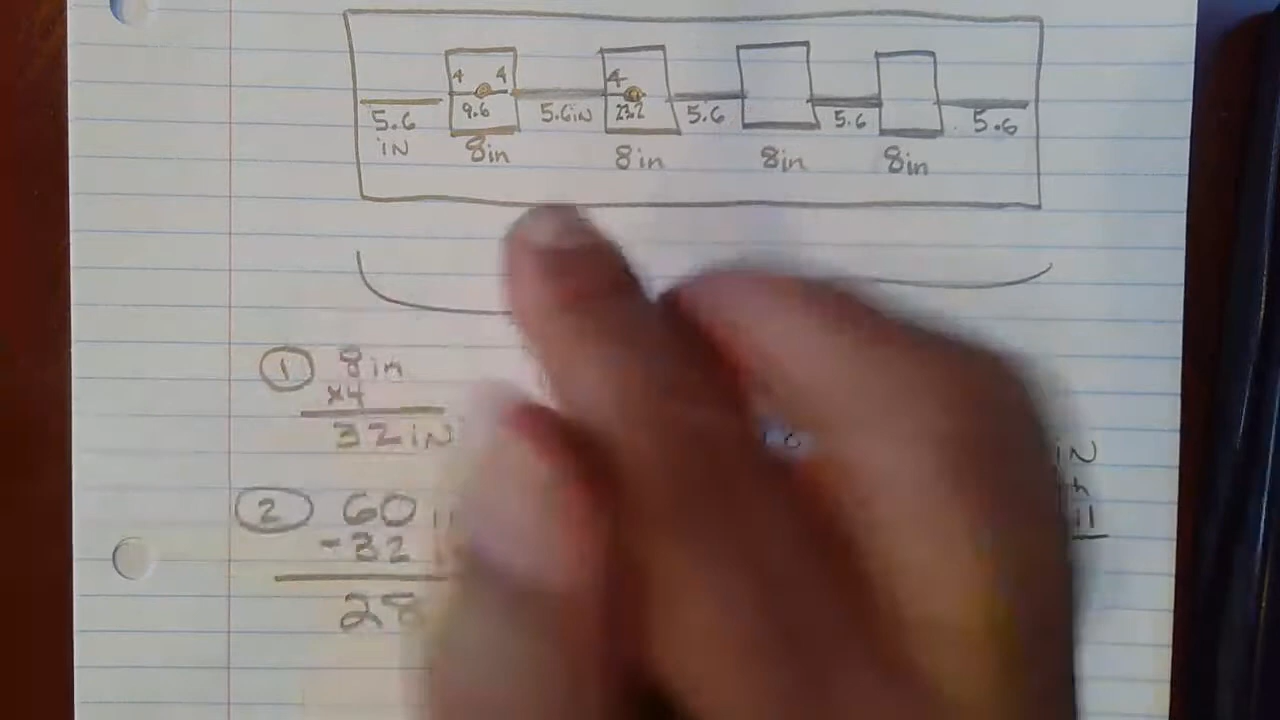 4 4 4
9.6 23.2
5.6 5.6in 5.6 5.6 5.6
iN
8in 8in 8in 8in
1 8in
x4
32iN
2 60
-32
28